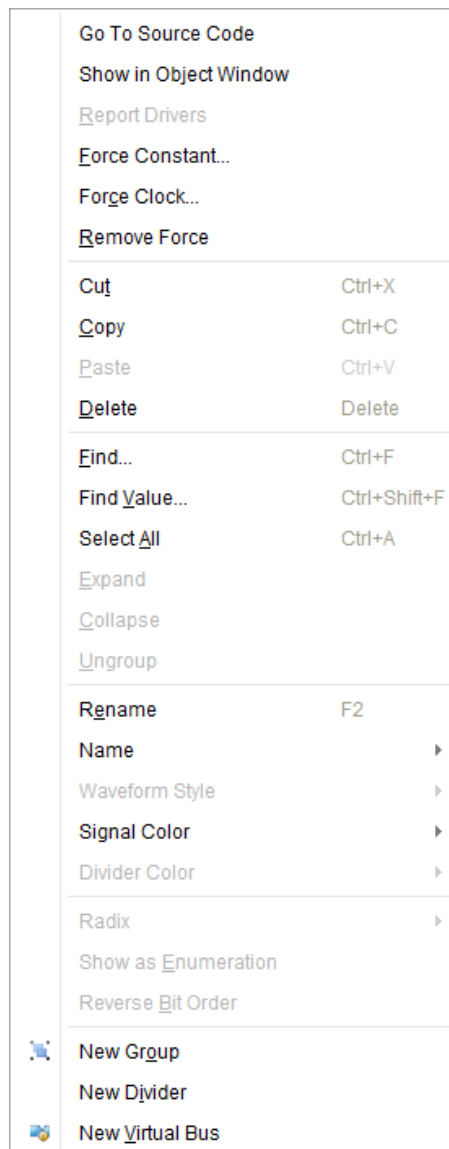 Go To Source Code
Show in Object Window
Report Drivers
Force Constant...
Force Clock...
Remove Force
Cut Ctrl+X
Copy Ctrl+C
Paste Ctrl+V
Delete Delete
Find... Ctrl+F
Find Value... Ctrl+Shift+F
Select All Ctrl+A
Expand
Collapse
Ungroup
Rename F2
Name
Waveform Style
Signal Color
Divider Color
Radix
Show as Enumeration
Reverse Bit Order
New Group
New Divider
New Virtual Bus